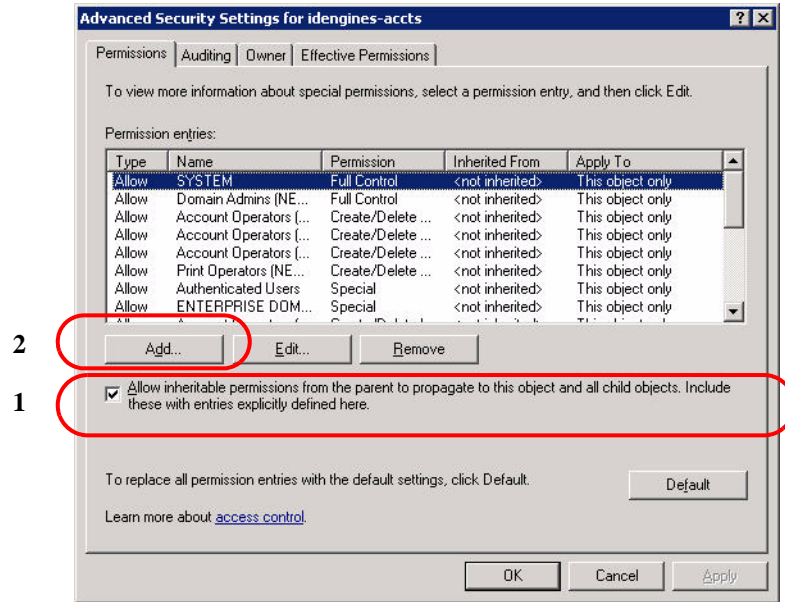 Advanced Security Settings for idengines-accts
Permissions Auditing Owner Effective Permissions
To view more information about special permissions, select a permission entry, and then click Edit.
Permission entries:
Type Name Permission Inherited From Apply To
Allow SYSTEM Full Control <not inherited> This object only
Allow Domain Admins (NE... Full Control <not inherited> This object only
Allow Account Operators (... Create/Delete ... <not inherited> This object only
Allow Account Operators (... Create/Delete ... <not inherited> This object only
Allow Account Operators (... Create/Delete ... <not inherited> This object only
Allow Print Operators (NE... Create/Delete ... <not inherited> This object only
Allow Authenticated Users Special <not inherited> This object only
Allow ENTERPRISE DOM... Special <not inherited> This object only
2 Add... Edit... Remove
1 Allow inheritable permissions from the parent to propagate to this object and all child objects. Include
these with entries explicitly defined here.
To replace all permission entries with the default settings, click Default. Default
Learn more about access control.
OK Cancel Apply